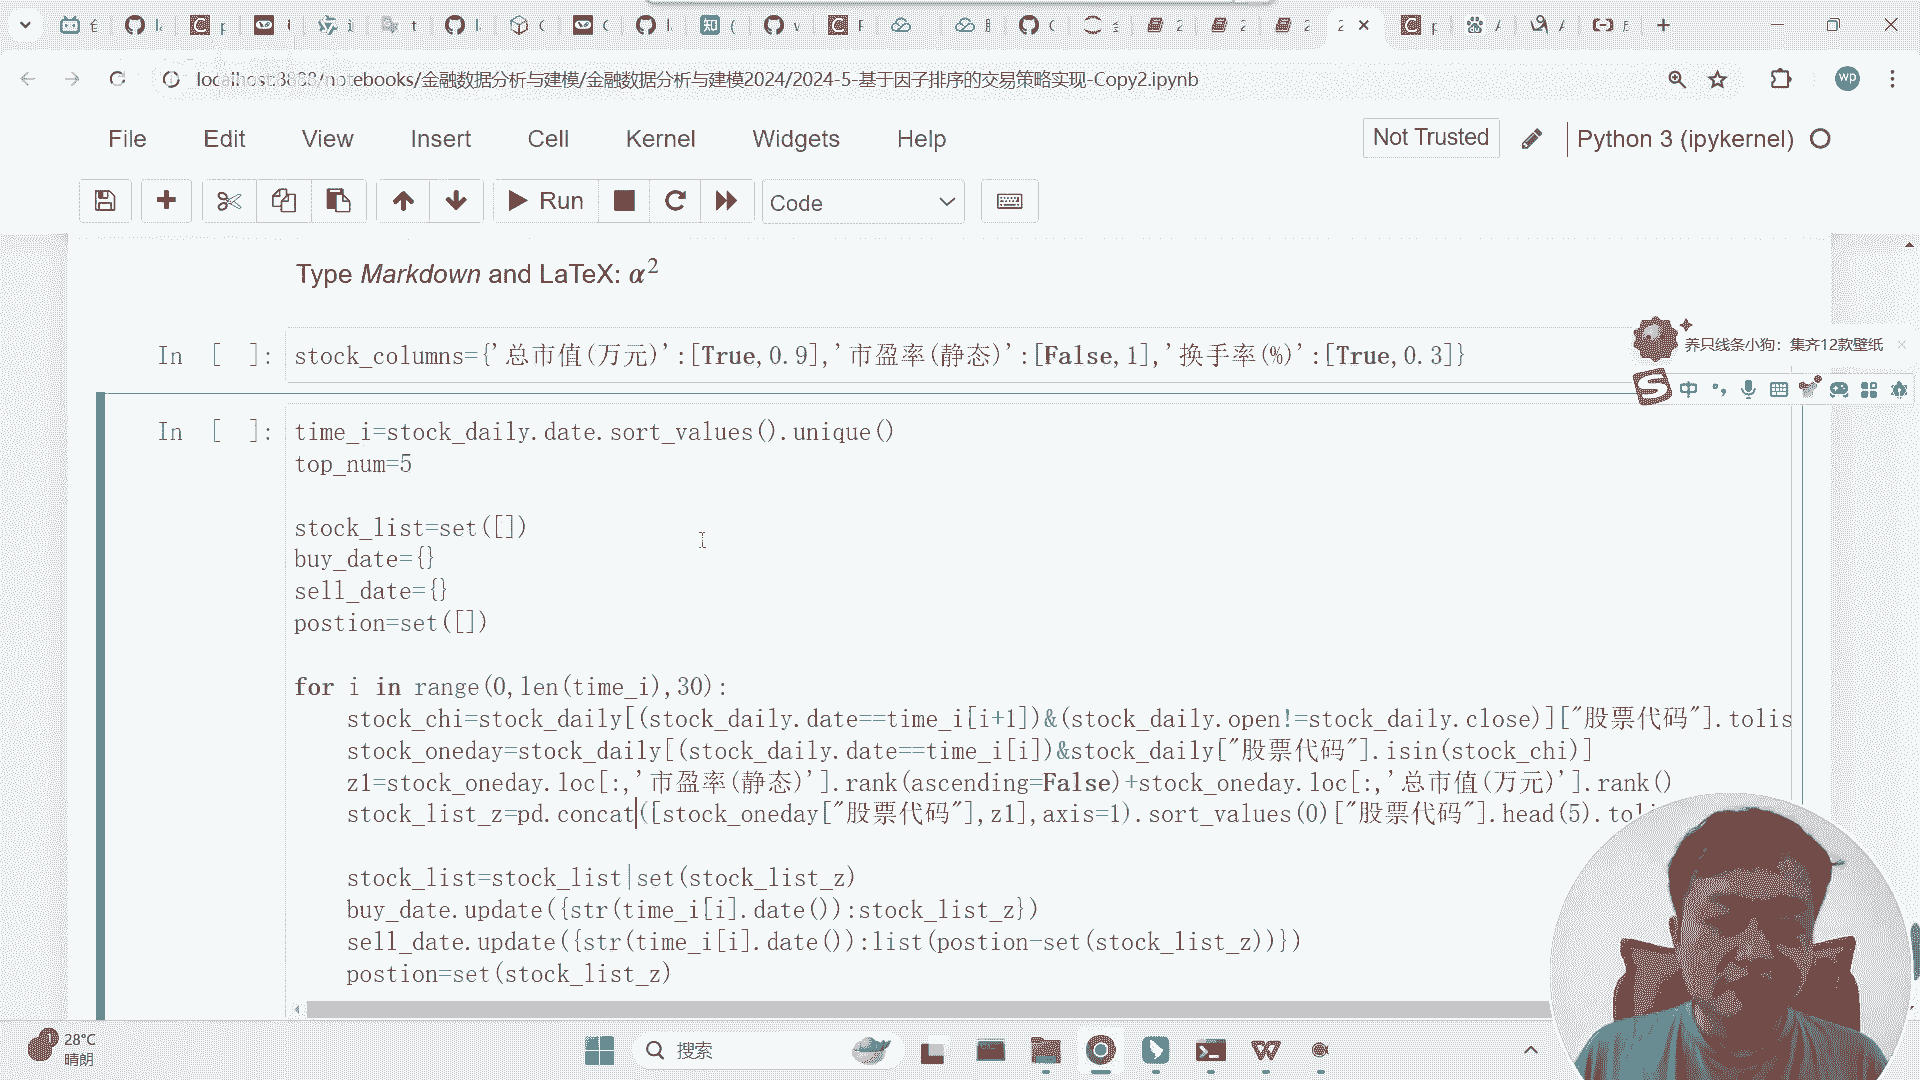 localhost:8888/notebooks/金融数据分析与建模/金融数据分析与建模2024/2024-5-基于因子排序的交易策略实现-Copy2.ipynb
wp
File Edit View Insert Cell Kernel Widgets Help
Not Trusted
Python 3 (ipykernel)
Run
Code
Type Markdown and LaTeX: α²
In [ ]: stock_columns={'总市值(万元)':[True,0.9],'市盈率(静态)':[False,1],'换手率(%)':[True,0.3]}
养只线条小狗：集齐12款壁纸
中
In [ ]: time_i=stock_daily.date.sort_values().unique()
top_num=5
stock_list=set([])
buy_date={}
sell_date={}
postion=set([])
for i in range(0,len(time_i),30):
stock_chi=stock_daily[(stock_daily.date==time_i[i+1])&(stock_daily.open!=stock_daily.close)]["股票代码"].tolis
stock_oneday=stock_daily[(stock_daily.date==time_i[i])&stock_daily["股票代码"].isin(stock_chi)]
z1=stock_oneday.loc[:,'市盈率(静态)'].rank(ascending=False)+stock_oneday.loc[:,'总市值(万元)'].rank()
stock_list_z=pd.concat([stock_oneday["股票代码"],z1],axis=1).sort_values(0)["股票代码"].head(5).toli
stock_list=stock_list|set(stock_list_z)
buy_date.update({str(time_i[i].date()):stock_list_z})
sell_date.update({str(time_i[i].date()):list(postion-set(stock_list_z))})
postion=set(stock_list_z)
28°C
晴朗
搜索